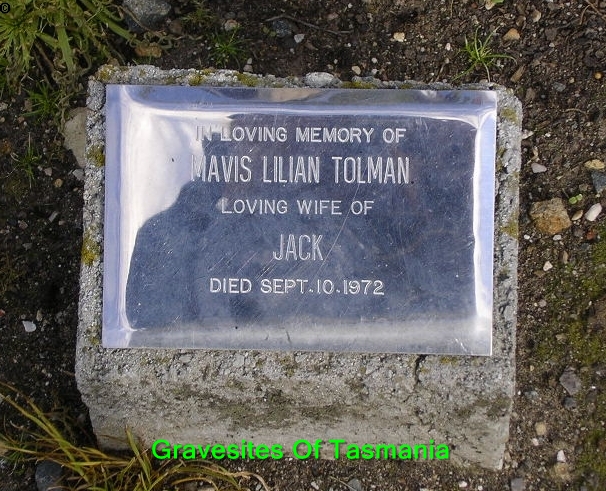 ©
IN LOVING MEMORY OF
MAVIS LILIAN TOLMAN
LOVING WIFE OF
JACK
DIED SEPT.10.1972
Gravesites Of Tasmania